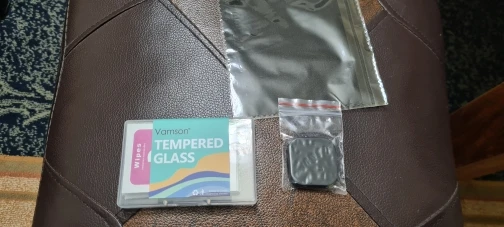 Vamson®
TEMPERED
GLASS
Wipes